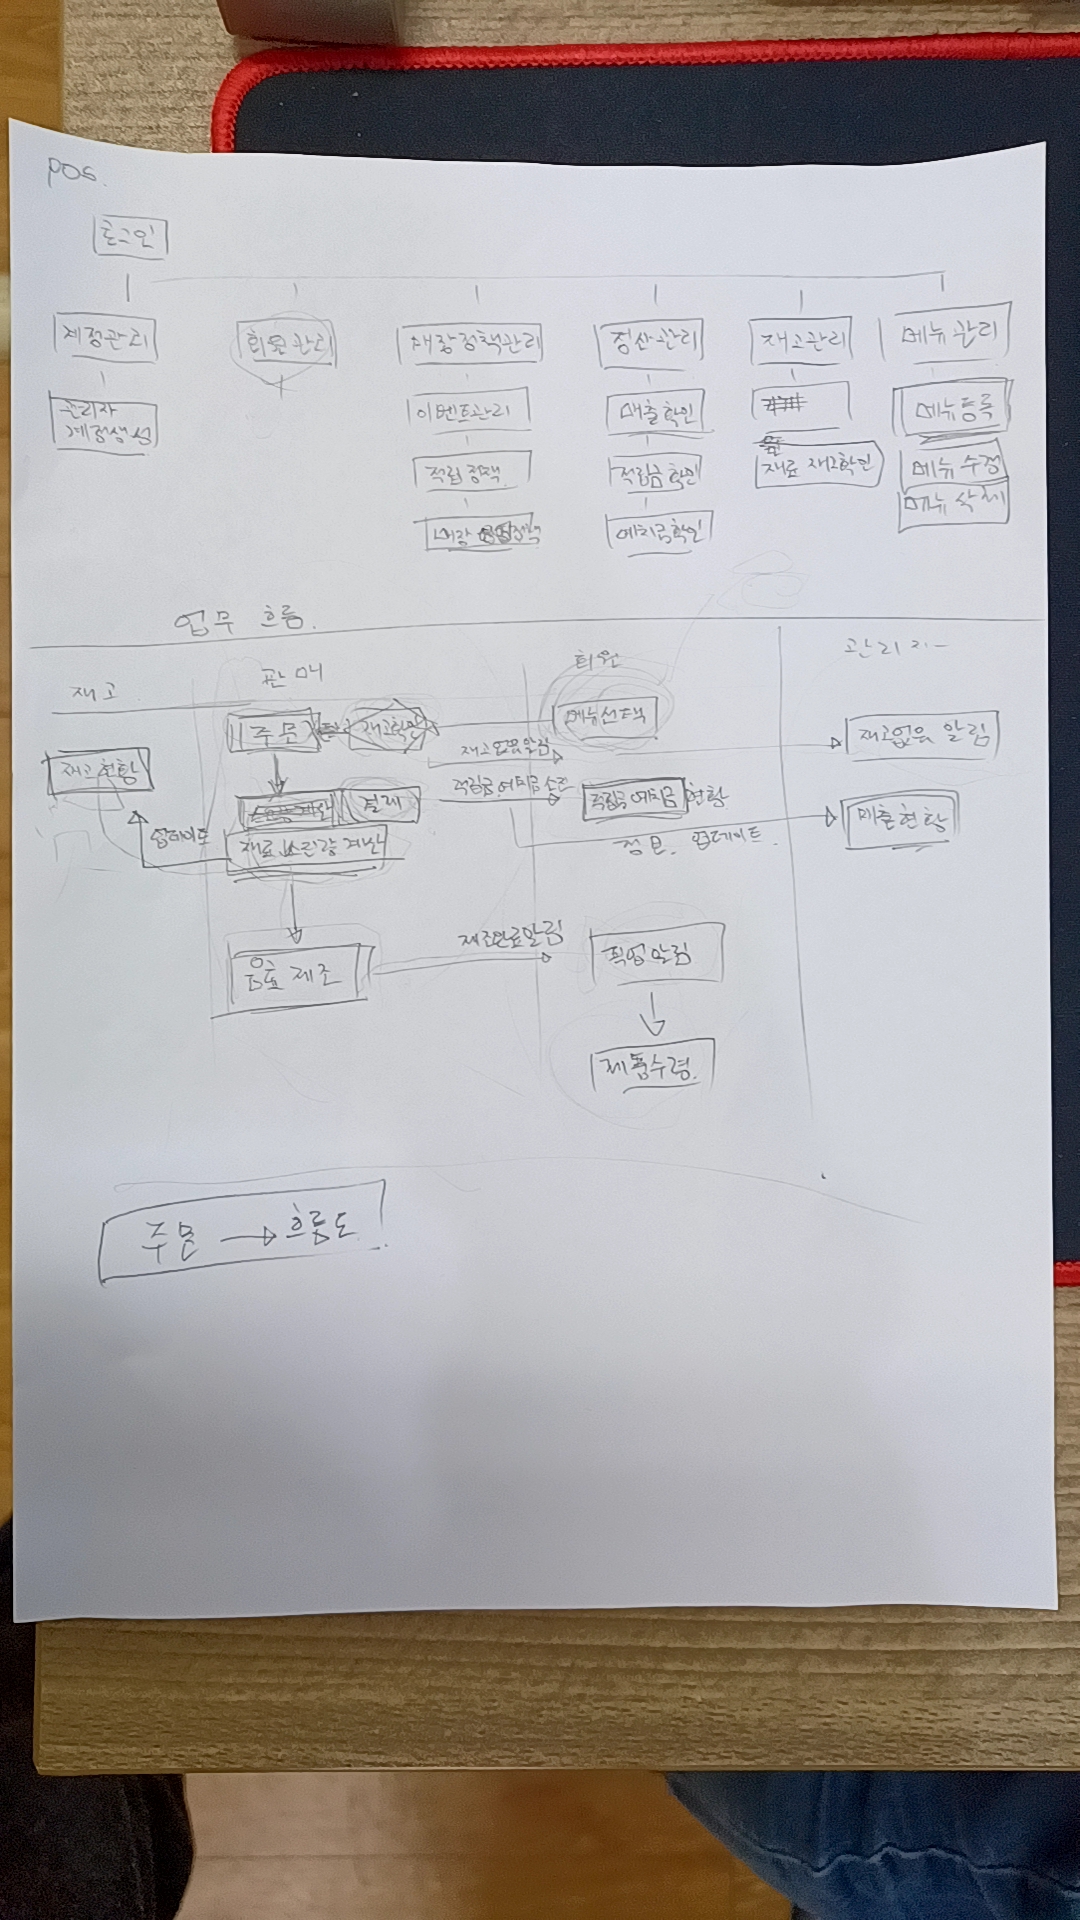 POS.
로그인
계정관리
회원관리
매장정책관리
정산관리
재고관리
메뉴관리
관리자
계정생성
이벤트관리
매출확인
메뉴등록
적립정책
적립금확인
재료 재고확인
메뉴 수정
매장
예치금확인
메뉴 삭제
업무 흐름.
재고
판매
회원
관리자
주문
재고확인
메뉴선택
재고없음 알림
재고없음 알림
재고현황
결제
적립금 예치금
적립금 예치금 현황
매출현황
업데이트
재료 소진량 계산
정보. 업데이트
음료 제조
제조완료알림
픽업알림
제품수령.
주문 → 흐름도